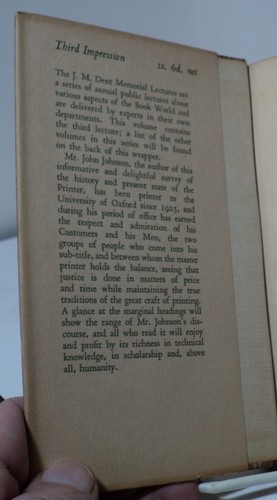 Third Impression 1s. 6d. net
The J. M. Dent Memorial Lectures are
a series of annual public lectures about
various aspects of the Book World and
are delivered by experts in their own
departments. This volume contains
the third lecture; a list of the other
volumes in this series will be found
on the back of this wrapper.
Mr. John Johnson, the author of this
informative and delightful survey of
the history and present state of the
Printer, has been printer to the
University of Oxford since 1925, and
during his period of office has earned
the respect and admiration of his
Customers and his Men, the two
groups of people who come into his
sub-title, and between whom the master
printer holds the balance, seeing that
justice is done in matters of price
and time while maintaining the true
traditions of the great craft of printing.
A glance at the marginal headings will
show the range of Mr. Johnson's dis-
course, and all who read it will enjoy
and profit by its richness in technical
knowledge, in scholarship and, above
all, humanity.